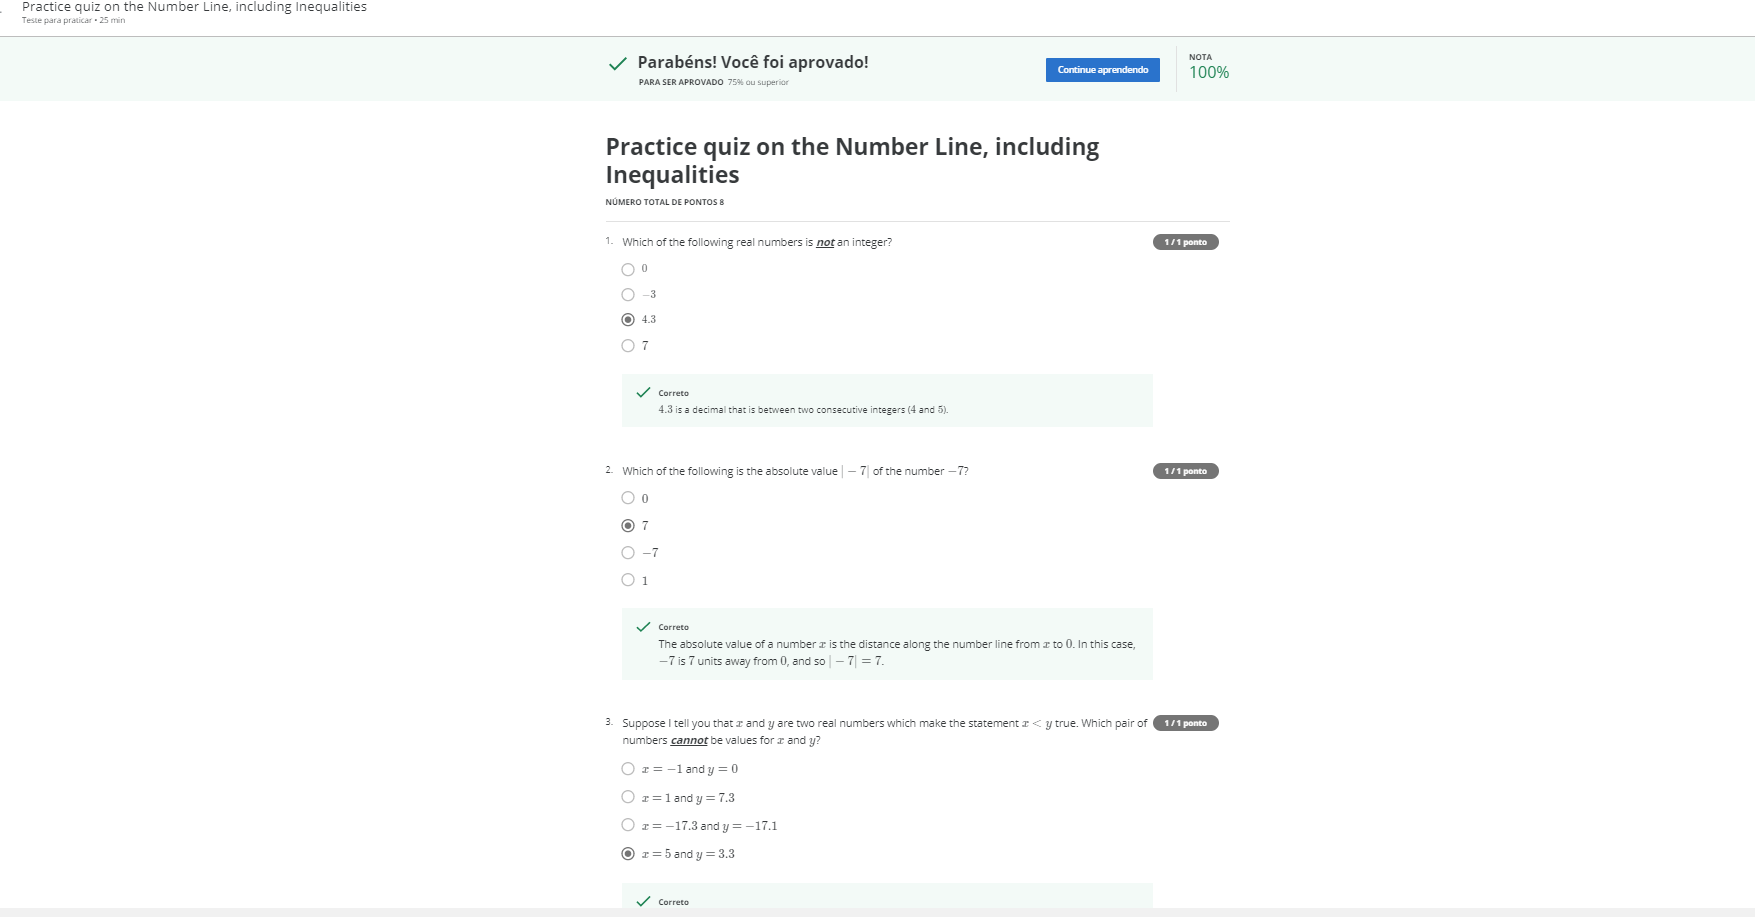 Practice quiz on the Number Line, including Inequalities
Teste para praticar • 25 min
Parabéns! Você foi aprovado!
PARA SER APROVADO 75% ou superior
Continue aprendendo
NOTA
100%
Practice quiz on the Number Line, including
Inequalities
NÚMERO TOTAL DE PONTOS 8
1. Which of the following real numbers is not an integer?
1 / 1 ponto
0
−3
4.3
7
Correto
4.3 is a decimal that is between two consecutive integers (4 and 5).
2. Which of the following is the absolute value | − 7| of the number −7?
1 / 1 ponto
0
7
−7
1
Correto
The absolute value of a number x is the distance along the number line from x to 0. In this case,
−7 is 7 units away from 0, and so | − 7| = 7.
3. Suppose I tell you that x and y are two real numbers which make the statement x < y true. Which pair of
1 / 1 ponto
numbers cannot be values for x and y?
x = −1 and y = 0
x = 1 and y = 7.3
x = −17.3 and y = −17.1
x = 5 and y = 3.3
Correto